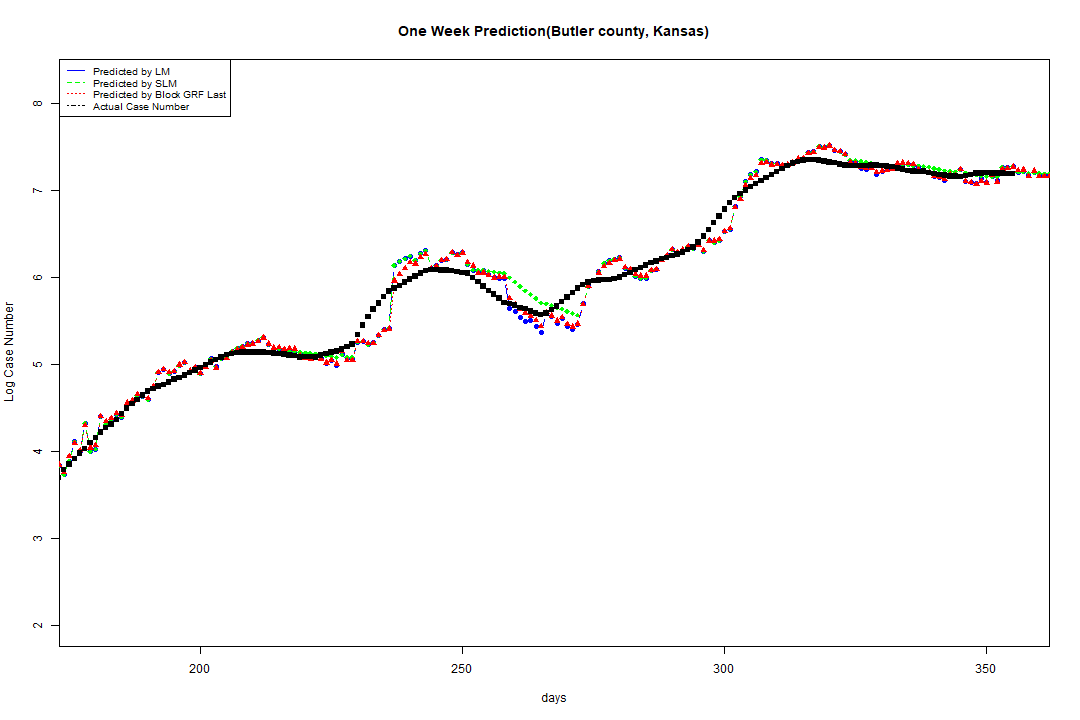 One Week Prediction(Butler county, Kansas)
Predicted by LM
Predicted by SLM
Predicted by Block GRF Last
Actual Case Number
8
7
6
5
4
3
2
Log Case Number
200
250
300
350
days